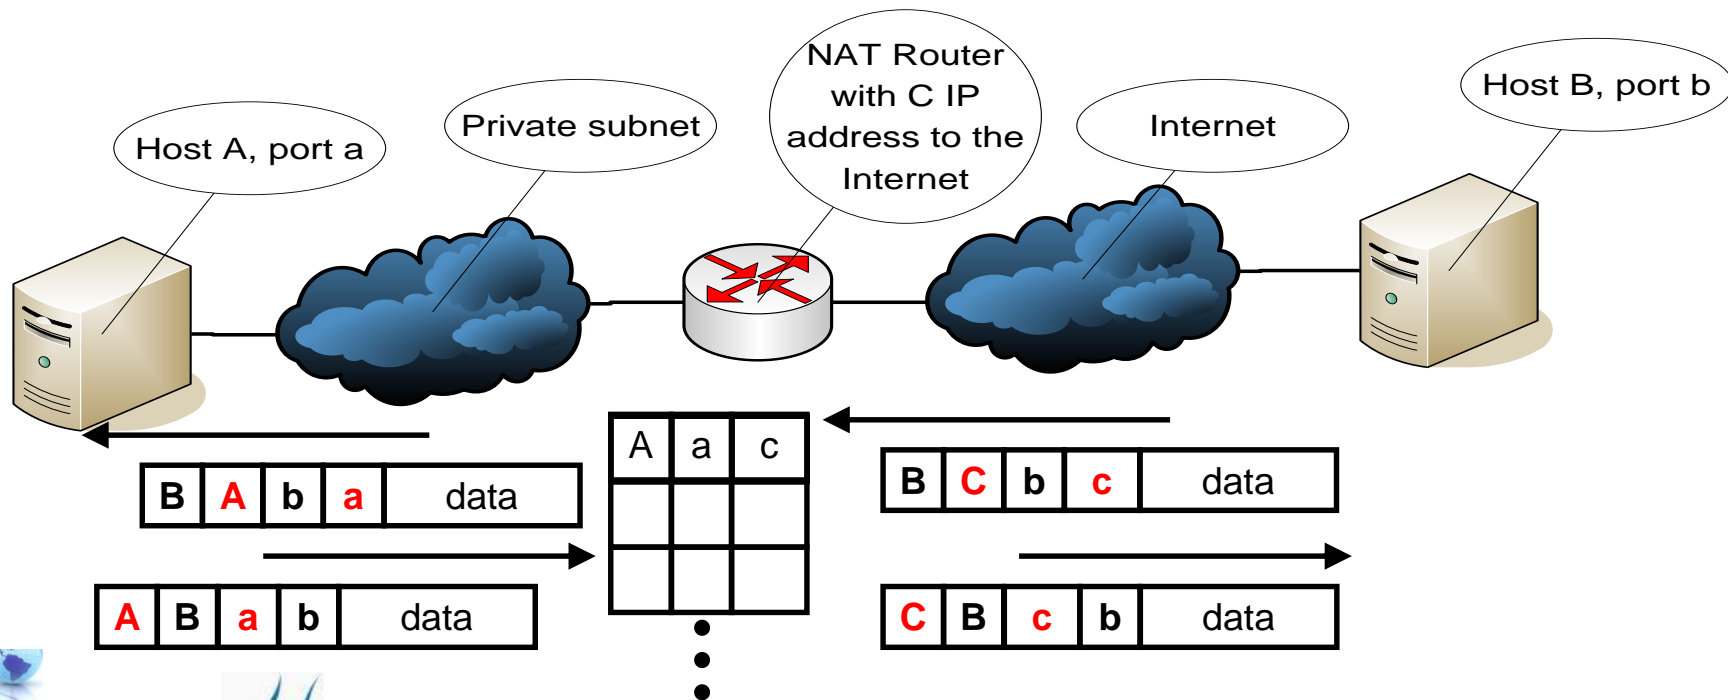 Host A, port a
Private subnet
NAT Router
with C IP
address to the
Internet
Internet
Host B, port b
A a c
B A b a data
B C b c data
A B a b data
C B c b data